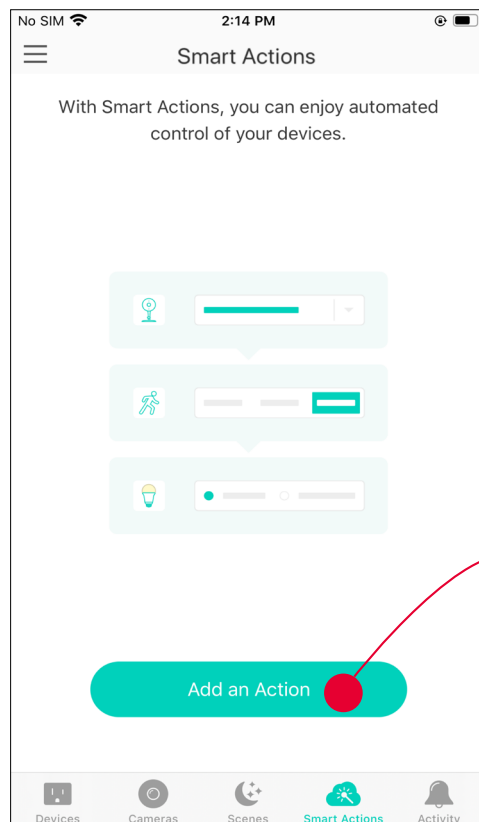 No SIM 2:14 PM
Smart Actions
With Smart Actions, you can enjoy automated
control of your devices.
Add an Action
Devices Cameras Scenes Smart Actions Activity